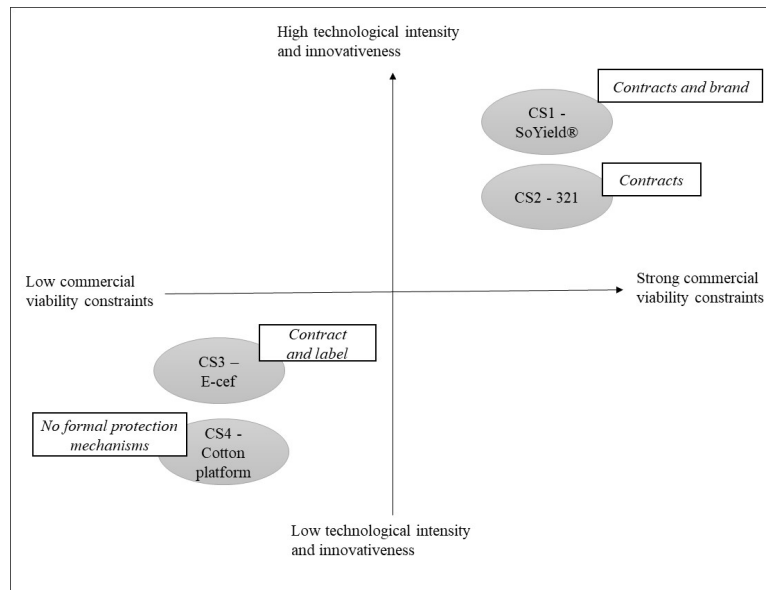 High technological intensity
and innovativeness
Contracts and brand
CS1 -
SoYield®
Contracts
CS2 - 321
Low commercial
viability constraints
Strong commercial
viability constraints
Contract
and label
CS3 –
E-cef
No formal protection
mechanisms
CS4 -
Cotton
platform
Low technological intensity
and innovativeness